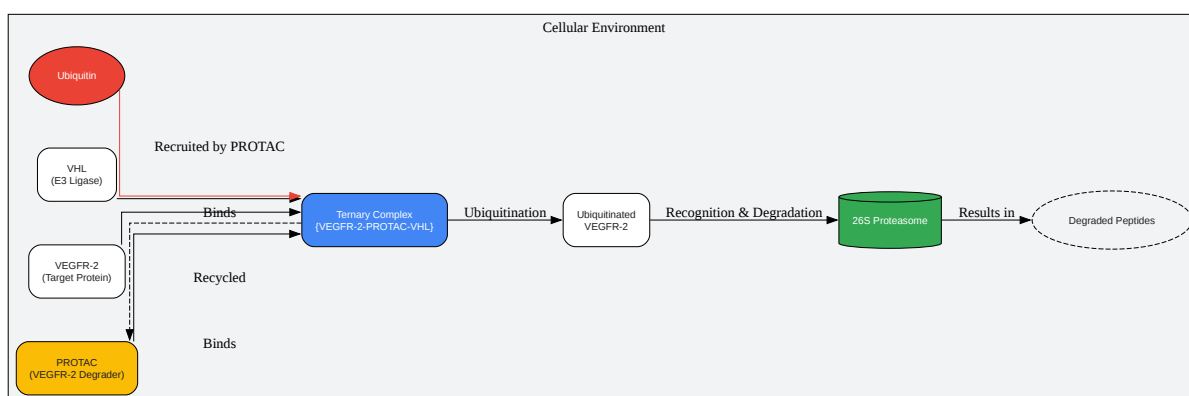 Cellular Environment
Ubiquitin
Recruited by PROTAC
VHL
(E3 Ligase)
Binds
Ternary Complex
{VEGFR-2-PROTAC-VHL}
Ubiquitination
Ubiquitinated
VEGFR-2
Recognition & Degradation
26S Proteasome
Results in
Degraded Peptides
VEGFR-2
(Target Protein)
Recycled
Binds
PROTAC
(VEGFR-2 Degrader)